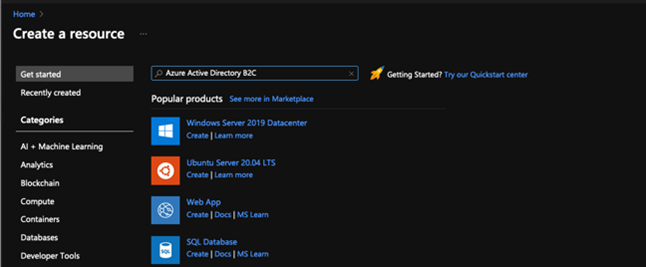 Home >
Create a resource ...
Get started
Recently created
Categories
AI + Machine Learning
Analytics
Blockchain
Compute
Containers
Databases
Developer Tools
Azure Active Directory B2C
Getting Started? Try our Quickstart center
Popular products See more in Marketplace
Windows Server 2019 Datacenter
Create | Learn more
Ubuntu Server 20.04 LTS
Create | Learn more
Web App
Create | Docs | MS Learn
SQL Database
Create | Docs | MS Learn
SQL